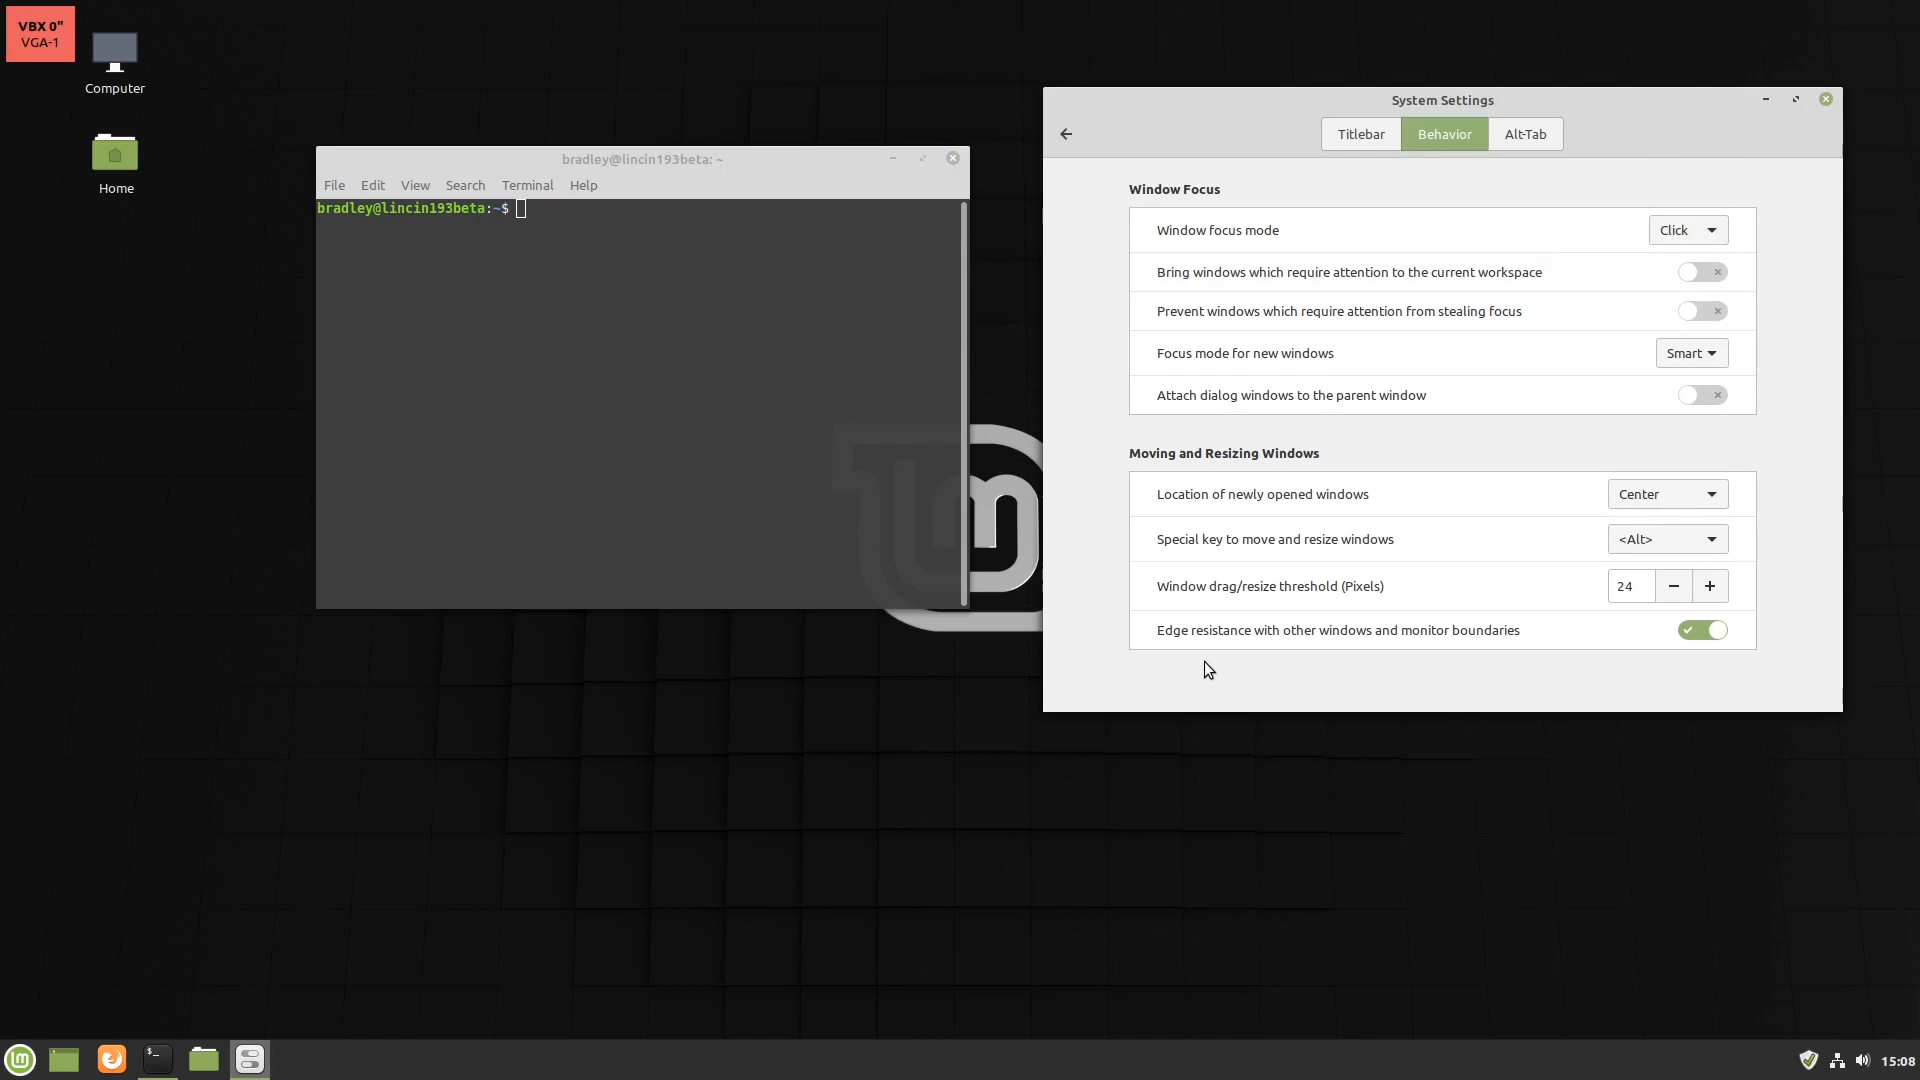 VBX 0"
VGA-1
Computer
Home
bradley@lincin193beta: ~
File Edit View Search Terminal Help
bradley@lincin193beta:~$
System Settings
Titlebar Behavior Alt-Tab
Window Focus
Window focus mode Click
Bring windows which require attention to the current workspace
Prevent windows which require attention from stealing focus
Focus mode for new windows Smart
Attach dialog windows to the parent window
Moving and Resizing Windows
Location of newly opened windows Center
Special key to move and resize windows <Alt>
Window drag/resize threshold (Pixels) 24 − +
Edge resistance with other windows and monitor boundaries
15:08